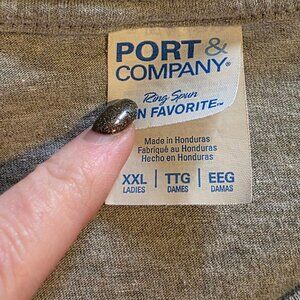 PORT &
COMPANY®
Ring Spun
N FAVORITE™
Made in Honduras
Fabriqué au Honduras
Hecho en Honduras
XXL | TTG | EEG
LADIES DAMES DAMAS